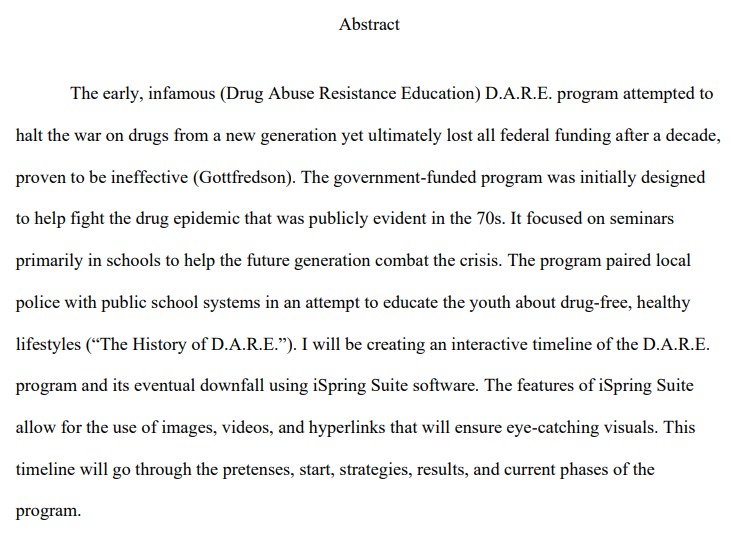 Abstract
The early, infamous (Drug Abuse Resistance Education) D.A.R.E. program attempted to
halt the war on drugs from a new generation yet ultimately lost all federal funding after a decade,
proven to be ineffective (Gottfredson). The government-funded program was initially designed
to help fight the drug epidemic that was publicly evident in the 70s. It focused on seminars
primarily in schools to help the future generation combat the crisis. The program paired local
police with public school systems in an attempt to educate the youth about drug-free, healthy
lifestyles (“The History of D.A.R.E.”). I will be creating an interactive timeline of the D.A.R.E.
program and its eventual downfall using iSpring Suite software. The features of iSpring Suite
allow for the use of images, videos, and hyperlinks that will ensure eye-catching visuals. This
timeline will go through the pretenses, start, strategies, results, and current phases of the
program.